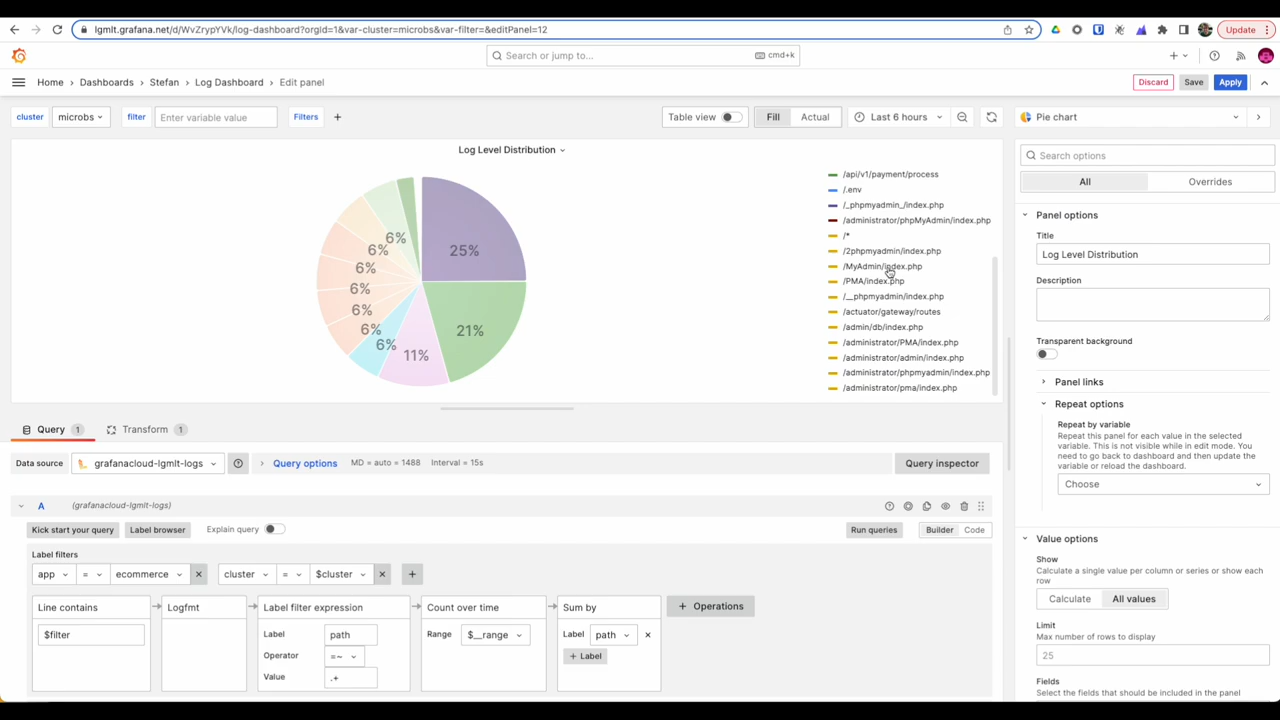 lgmlt.grafana.net/d/WvZrypYVk/log-dashboard?orgId=1&var-cluster=microbs&var-filter=&editPanel=12
Update
Search or jump to...
cmd+k
Home > Dashboards > Stefan > Log Dashboard > Edit panel
Discard
Save
Apply
cluster
microbs
filter
Enter variable value
Filters
Table view
Fill
Actual
Last 6 hours
Pie chart
Log Level Distribution
25%
21%
11%
6%
6%
6%
6%
6%
6%
6%
/api/v1/payment/process
/.env
/_phpmyadmin_/index.php
/administrator/phpMyAdmin/index.php
/*
/2phpmyadmin/index.php
/MyAdmin/index.php
/PMA/index.php
/__phpmyadmin/index.php
/actuator/gateway/routes
/admin/db/index.php
/administrator/PMA/index.php
/administrator/admin/index.php
/administrator/phpmyadmin/index.php
/administrator/pma/index.php
Search options
All
Overrides
Panel options
Title
Log Level Distribution
Description
Transparent background
Panel links
Repeat options
Repeat by variable
Repeat this panel for each value in the selected
variable. This is not visible while in edit mode. You
need to go back to dashboard and then update the
variable or reload the dashboard.
Choose
Value options
Show
Calculate a single value per column or series or show each
row
Calculate
All values
Limit
Max number of rows to display
25
Fields
Select the fields that should be included in the panel
Query 1
Transform 1
Data source
grafanacloud-lgmlt-logs
Query options
MD = auto = 1488
Interval = 15s
Query inspector
A
(grafanacloud-lgmlt-logs)
Kick start your query
Label browser
Explain query
Run queries
Builder
Code
Label filters
app = ecommerce
cluster = $cluster
Line contains
$filter
Logfmt
Label filter expression
Label path
Operator =~
Value .+
Count over time
Range $__range
Sum by
Label path
+ Label
+ Operations